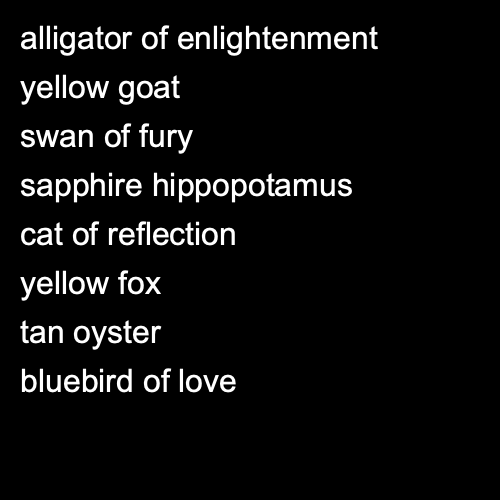 alligator of enlightenment
yellow goat
swan of fury
sapphire hippopotamus
cat of reflection
yellow fox
tan oyster
bluebird of love